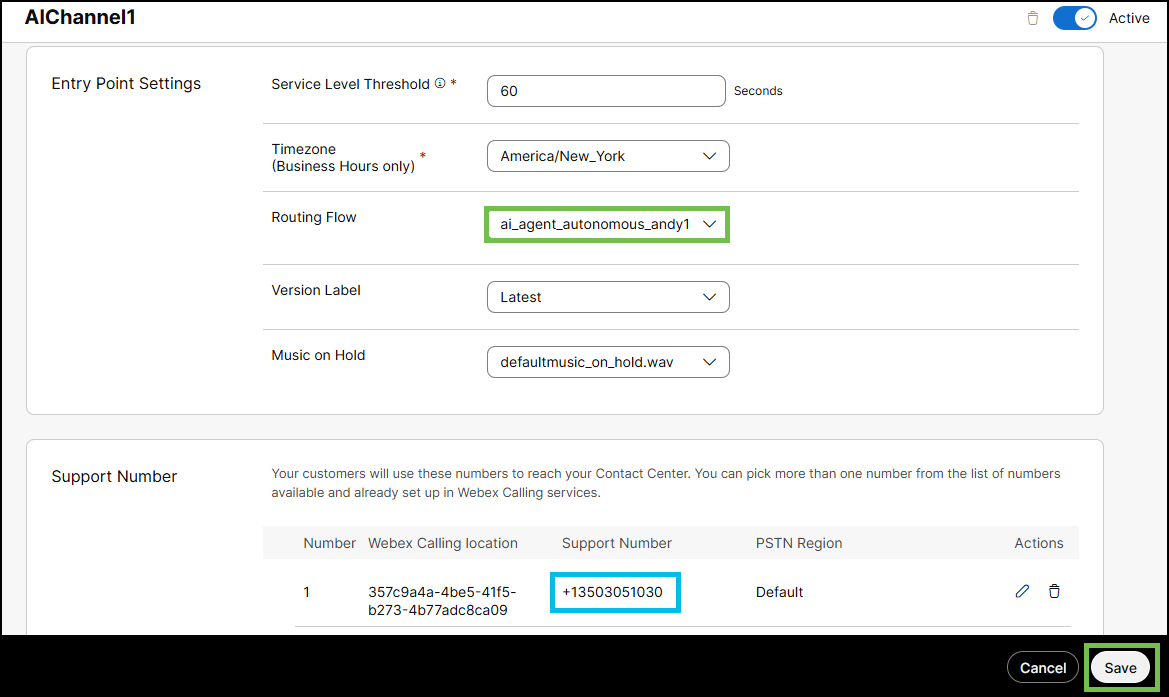 AIChannel1
Active
Entry Point Settings
Service Level Threshold *
60
Seconds
Timezone
(Business Hours only) *
America/New_York
Routing Flow
ai_agent_autonomous_andy1
Version Label
Latest
Music on Hold
defaultmusic_on_hold.wav
Support Number
Your customers will use these numbers to reach your Contact Center. You can pick more than one number from the list of numbers
available and already set up in Webex Calling services.
Number Webex Calling location Support Number PSTN Region Actions
1 357c9a4a-4be5-41f5- +13503051030 Default
b273-4b77adc8ca09
Cancel Save